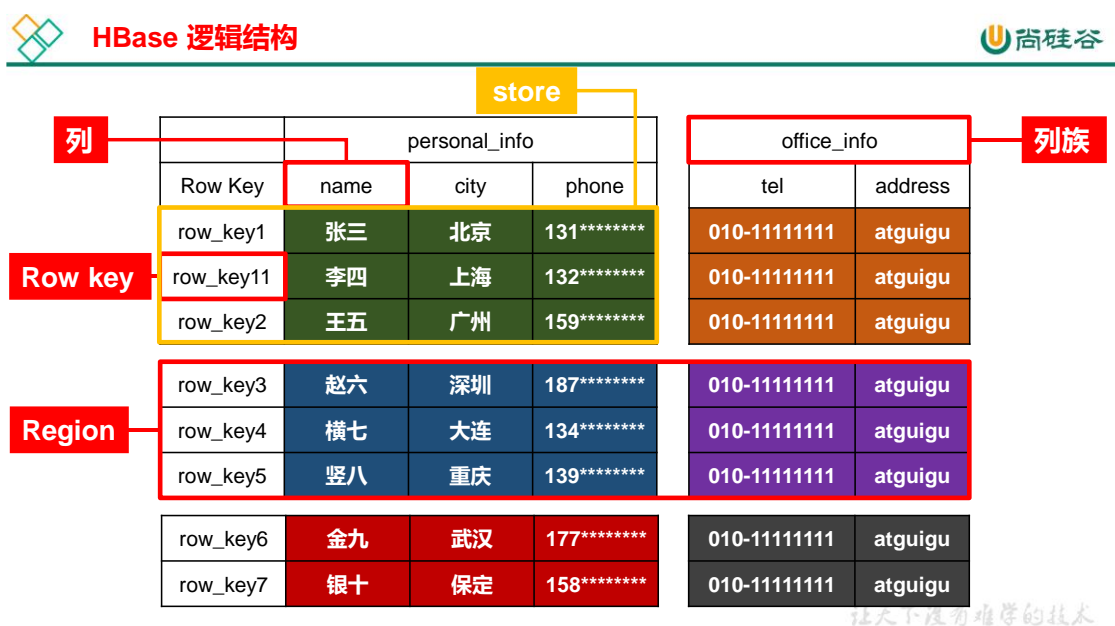 HBase 逻辑结构
尚硅谷
store
列
personal_info
office_info
列族
Row Key name city phone tel address
row_key1 张三 北京 131******** 010-11111111 atguigu
Row key
row_key11 李四 上海 132******** 010-11111111 atguigu
row_key2 王五 广州 159******** 010-11111111 atguigu
row_key3 赵六 深圳 187******** 010-11111111 atguigu
Region
row_key4 横七 大连 134******** 010-11111111 atguigu
row_key5 竖八 重庆 139******** 010-11111111 atguigu
row_key6 金九 武汉 177******** 010-11111111 atguigu
row_key7 银十 保定 158******** 010-11111111 atguigu
让天下没有难学的技术